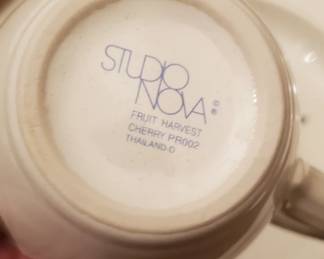 STUDIO
NOVA ©®
FRUIT HARVEST
CHERRY PR002
THAILAND ©